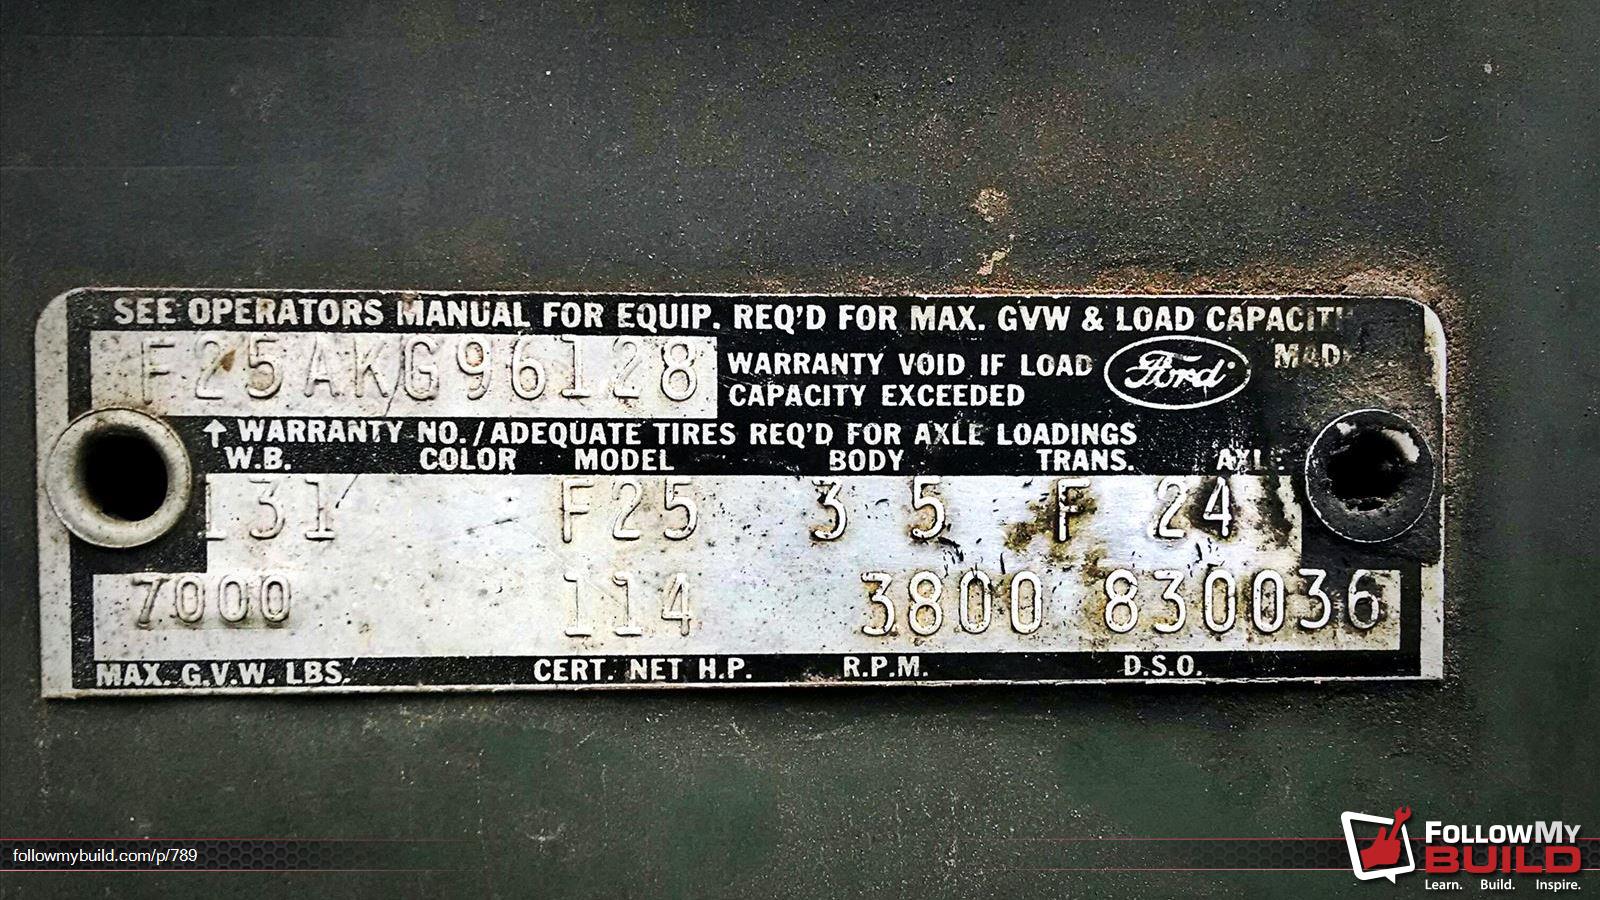 SEE OPERATORS MANUAL FOR EQUIP. REQ'D FOR MAX. GVW & LOAD CAPACITY
F25AKG96128
WARRANTY VOID IF LOAD
CAPACITY EXCEEDED
Ford
↑ WARRANTY NO./ADEQUATE TIRES REQ'D FOR AXLE LOADINGS
W.B. COLOR MODEL BODY TRANS. AXLE
131 F25 3 5 F 24
7000 114 3800 830036
MAX. G.V.W. LBS. CERT. NET H.P. R.P.M. D.S.O.
followmybuild.com/p/789
FOLLOWMY
BUILD
Learn. Build. Inspire.